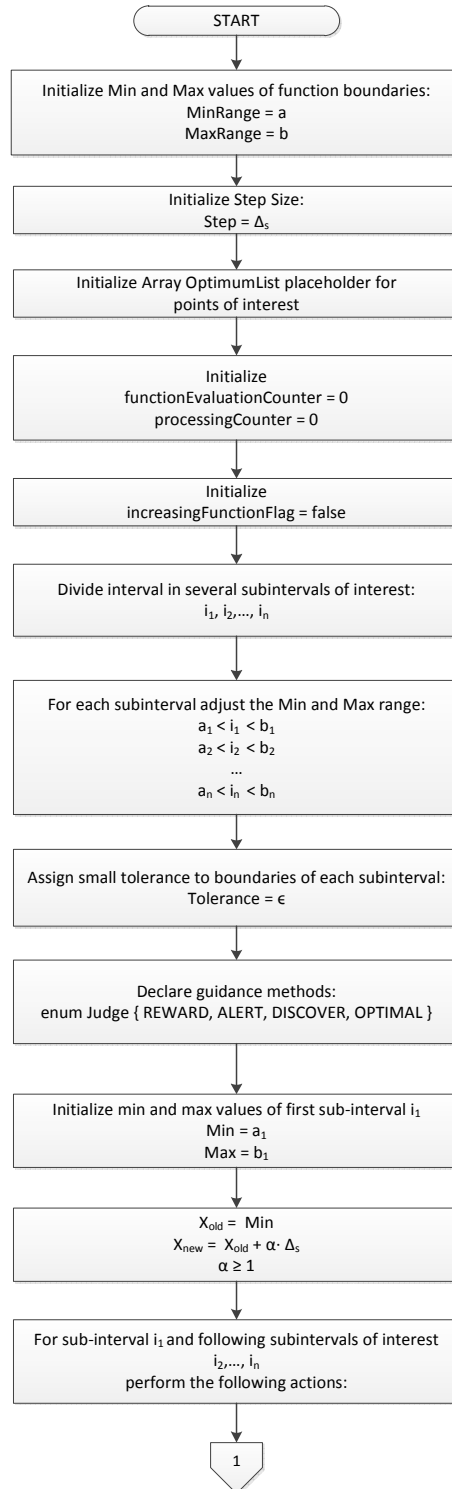 START
Initialize Min and Max values of function boundaries:
MinRange = a
MaxRange = b
Initialize Step Size:
Step = Δₛ
Initialize Array OptimumList placeholder for
points of interest
Initialize
functionEvaluationCounter = 0
processingCounter = 0
Initialize
increasingFunctionFlag = false
Divide interval in several subintervals of interest:
i₁, i₂,..., iₙ
For each subinterval adjust the Min and Max range:
a₁ < i₁ < b₁
a₂ < i₂ < b₂
...
aₙ < iₙ < bₙ
Assign small tolerance to boundaries of each subinterval:
Tolerance = ϵ
Declare guidance methods:
enum Judge { REWARD, ALERT, DISCOVER, OPTIMAL }
Initialize min and max values of first sub-interval i₁
Min = a₁
Max = b₁
Xₒₗd = Min
Xₙₑw = Xₒₗd + α· Δₛ
α ≥ 1
For sub-interval i₁ and following subintervals of interest
i₂,..., iₙ
perform the following actions:
1